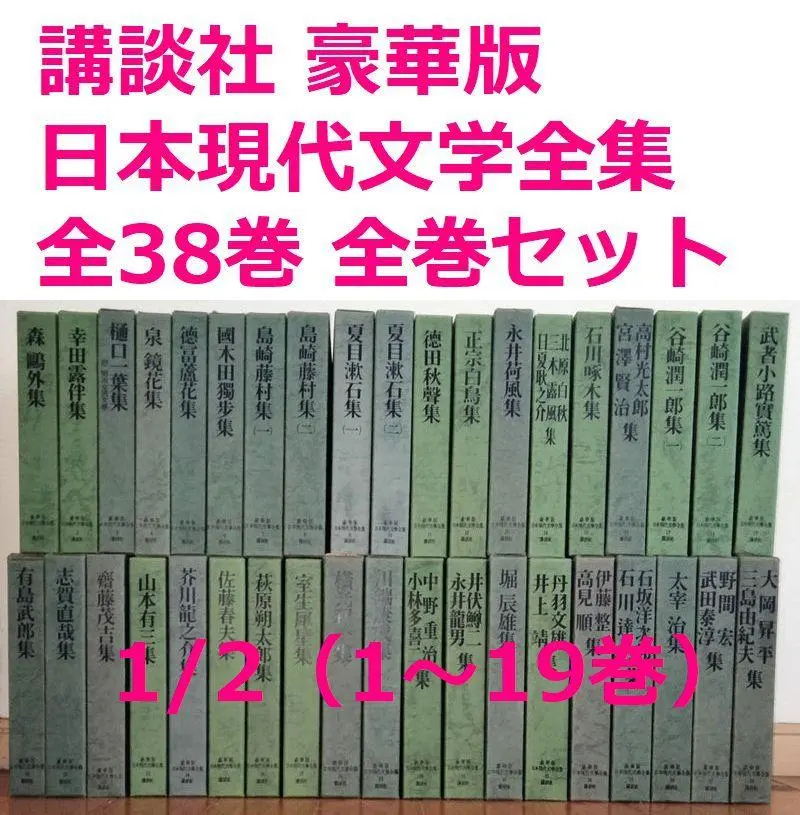 講談社 豪華版
日本現代文学全集
全38巻 全巻セット
森鷗外集
幸田露伴集
樋口一葉集
泉鏡花集
德冨蘆花集
國木田獨步集
島崎藤村集(一)
島崎藤村集(二)
夏目漱石集(一)
夏目漱石集(二)
德田秋聲集
正宗白鳥集
永井荷風集
北原白秋
三木露風 集
日夏耿之介
石川啄木集
高村光太郎
宮澤賢治 集
谷崎潤一郎集(一)
谷崎潤一郎集(二)
武者小路實篤集
有島武郎集
志賀直哉集
齋藤茂吉集
山本有三集
芥川龍之介集
佐藤春夫集
萩原朔太郎集
室生犀星集
中野重治
小林多喜二
井伏鱒二
永井龍男 集
堀辰雄集
丹羽文雄
井上靖
伊藤整
高見順 集
石坂洋
石川達
太宰治集
野間宏
武田泰淳 集
大岡昇平
三島由紀夫 集
1/2（1～19巻）